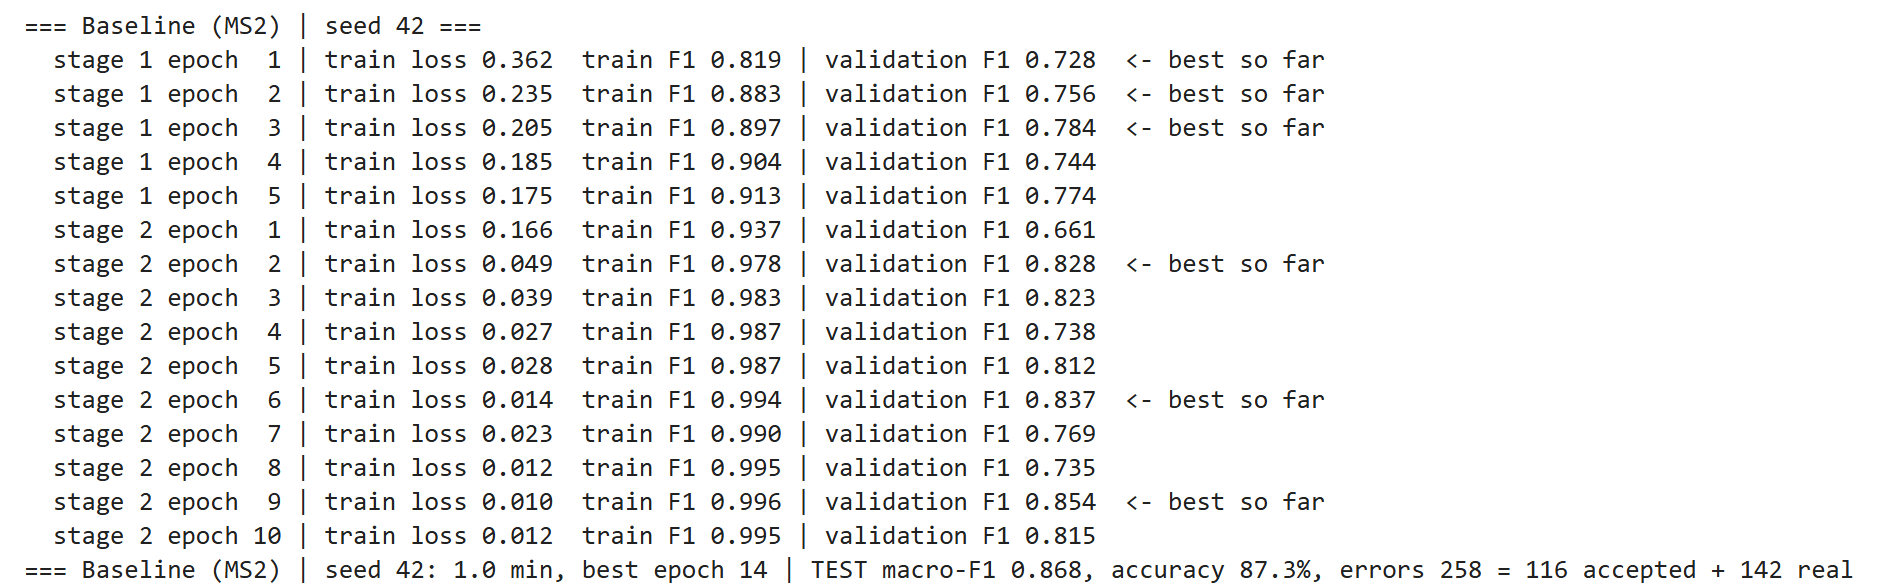 === Baseline (MS2) | seed 42 ===
  stage 1 epoch  1 | train loss 0.362  train F1 0.819 | validation F1 0.728  <- best so far
  stage 1 epoch  2 | train loss 0.235  train F1 0.883 | validation F1 0.756  <- best so far
  stage 1 epoch  3 | train loss 0.205  train F1 0.897 | validation F1 0.784  <- best so far
  stage 1 epoch  4 | train loss 0.185  train F1 0.904 | validation F1 0.744
  stage 1 epoch  5 | train loss 0.175  train F1 0.913 | validation F1 0.774
  stage 2 epoch  1 | train loss 0.166  train F1 0.937 | validation F1 0.661
  stage 2 epoch  2 | train loss 0.049  train F1 0.978 | validation F1 0.828  <- best so far
  stage 2 epoch  3 | train loss 0.039  train F1 0.983 | validation F1 0.823
  stage 2 epoch  4 | train loss 0.027  train F1 0.987 | validation F1 0.738
  stage 2 epoch  5 | train loss 0.028  train F1 0.987 | validation F1 0.812
  stage 2 epoch  6 | train loss 0.014  train F1 0.994 | validation F1 0.837  <- best so far
  stage 2 epoch  7 | train loss 0.023  train F1 0.990 | validation F1 0.769
  stage 2 epoch  8 | train loss 0.012  train F1 0.995 | validation F1 0.735
  stage 2 epoch  9 | train loss 0.010  train F1 0.996 | validation F1 0.854  <- best so far
  stage 2 epoch 10 | train loss 0.012  train F1 0.995 | validation F1 0.815
=== Baseline (MS2) | seed 42: 1.0 min, best epoch 14 | TEST macro-F1 0.868, accuracy 87.3%, errors 258 = 116 accepted + 142 real